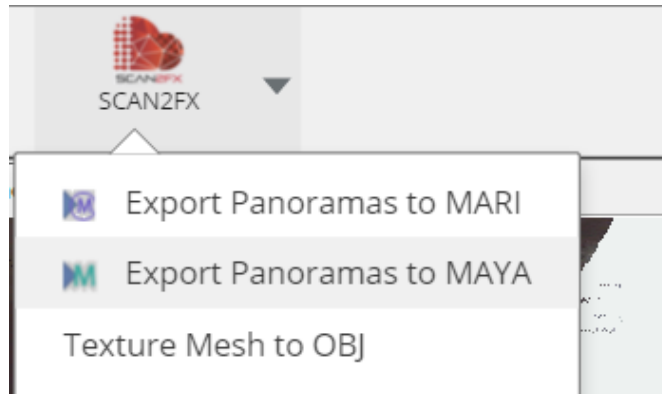 SCAN2FX
SCAN2FX
Export Panoramas to MARI
Export Panoramas to MAYA
Texture Mesh to OBJ